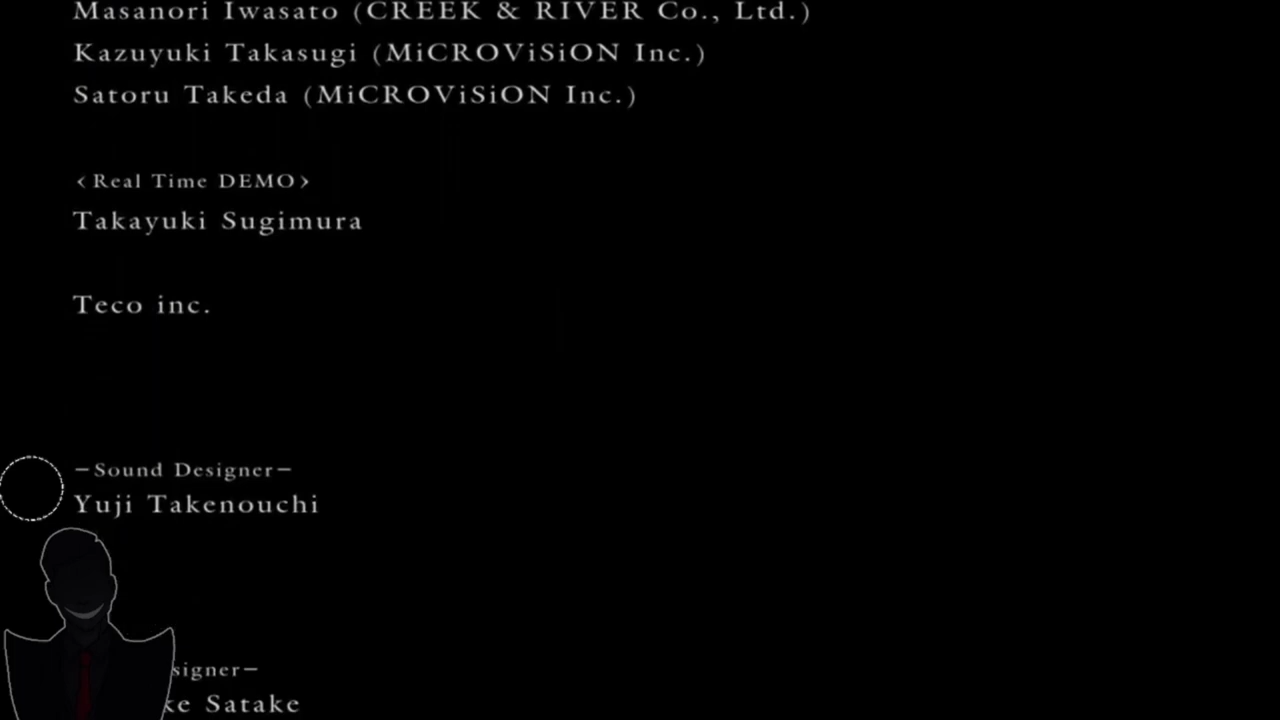 Masanori Iwasato (CREEK & RIVER Co., Ltd.)
Kazuyuki Takasugi (MiCROViSiON Inc.)
Satoru Takeda (MiCROViSiON Inc.)
<Real Time DEMO>
Takayuki Sugimura
Teco inc.
—Sound Designer—
Yuji Takenouchi
Satake